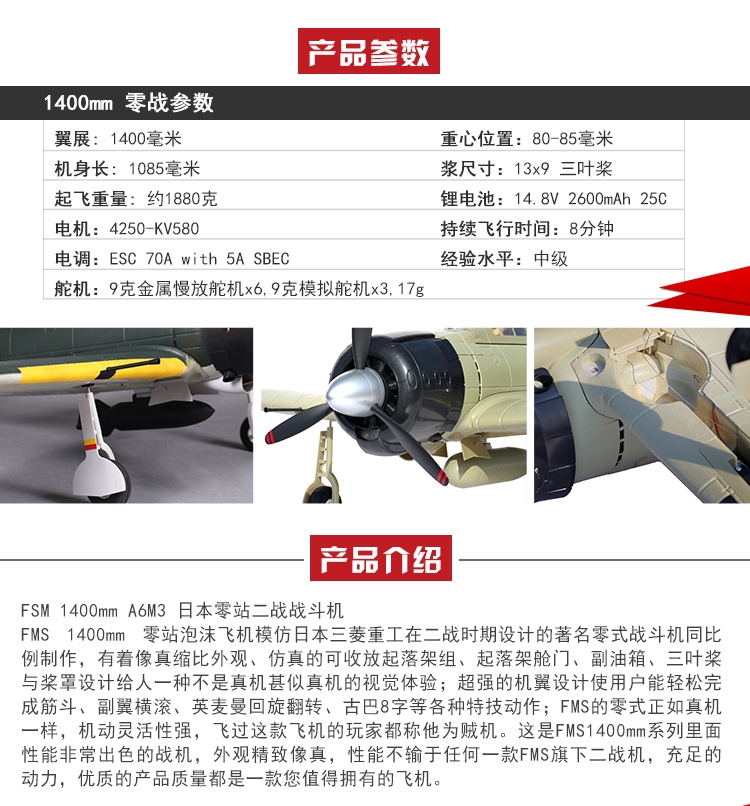 产品参数
1400mm 零战参数
翼展: 1400毫米 重心位置: 80-85毫米
机身长: 1085毫米 浆尺寸: 13x9 三叶桨
起飞重量: 约1880克 锂电池: 14.8V 2600mAh 25C
电机: 4250-KV580 持续飞行时间: 8分钟
电调: ESC 70A with 5A SBEC 经验水平: 中级
舵机: 9克金属慢放舵机x6,9克模拟舵机x3,17g
产品介绍
FSM 1400mm A6M3 日本零站二战战斗机
FMS 1400mm 零站泡沫飞机模仿日本三菱重工在二战时期设计的著名零式战斗机同比
例制作，有着像真缩比外观、仿真的可收放起落架组、起落架舱门、副油箱、三叶桨
与桨罩设计给人一种不是真机甚似真机的视觉体验；超强的机翼设计使用户能轻松完
成筋斗、副翼横滚、英麦曼回旋翻转、古巴8字等各种特技动作；FMS的零式正如真机
一样，机动灵活性强，飞过这款飞机的玩家都称他为贼机。这是FMS1400mm系列里面
性能非常出色的战机，外观精致像真，性能不输于任何一款FMS旗下二战机，充足的
动力，优质的产品质量都是一款您值得拥有的飞机。